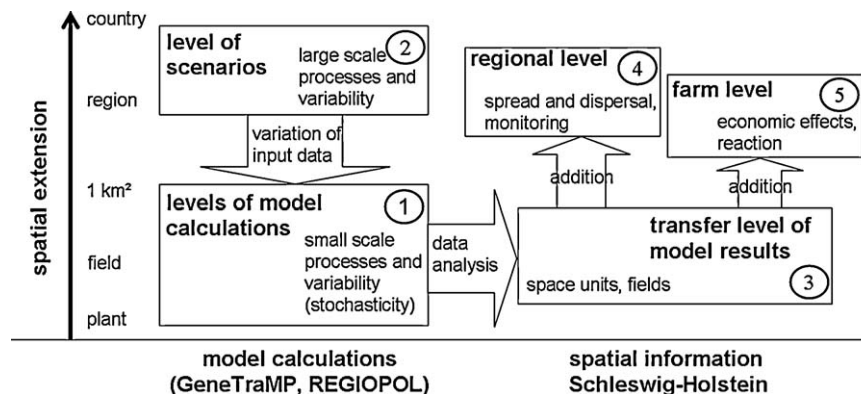 spatial extension
country
region
1 km²
field
plant
level of
scenarios
2
large scale
processes and
variability
variation of
input data
levels of model
calculations
1
small scale
processes and
variability
(stochasticity)
data
analysis
regional level
4
spread and dispersal,
monitoring
farm level
5
economic effects,
reaction
addition
addition
transfer level of
model results
space units, fields
3
model calculations
(GeneTraMP, REGIOPOL)
spatial information
Schleswig-Holstein